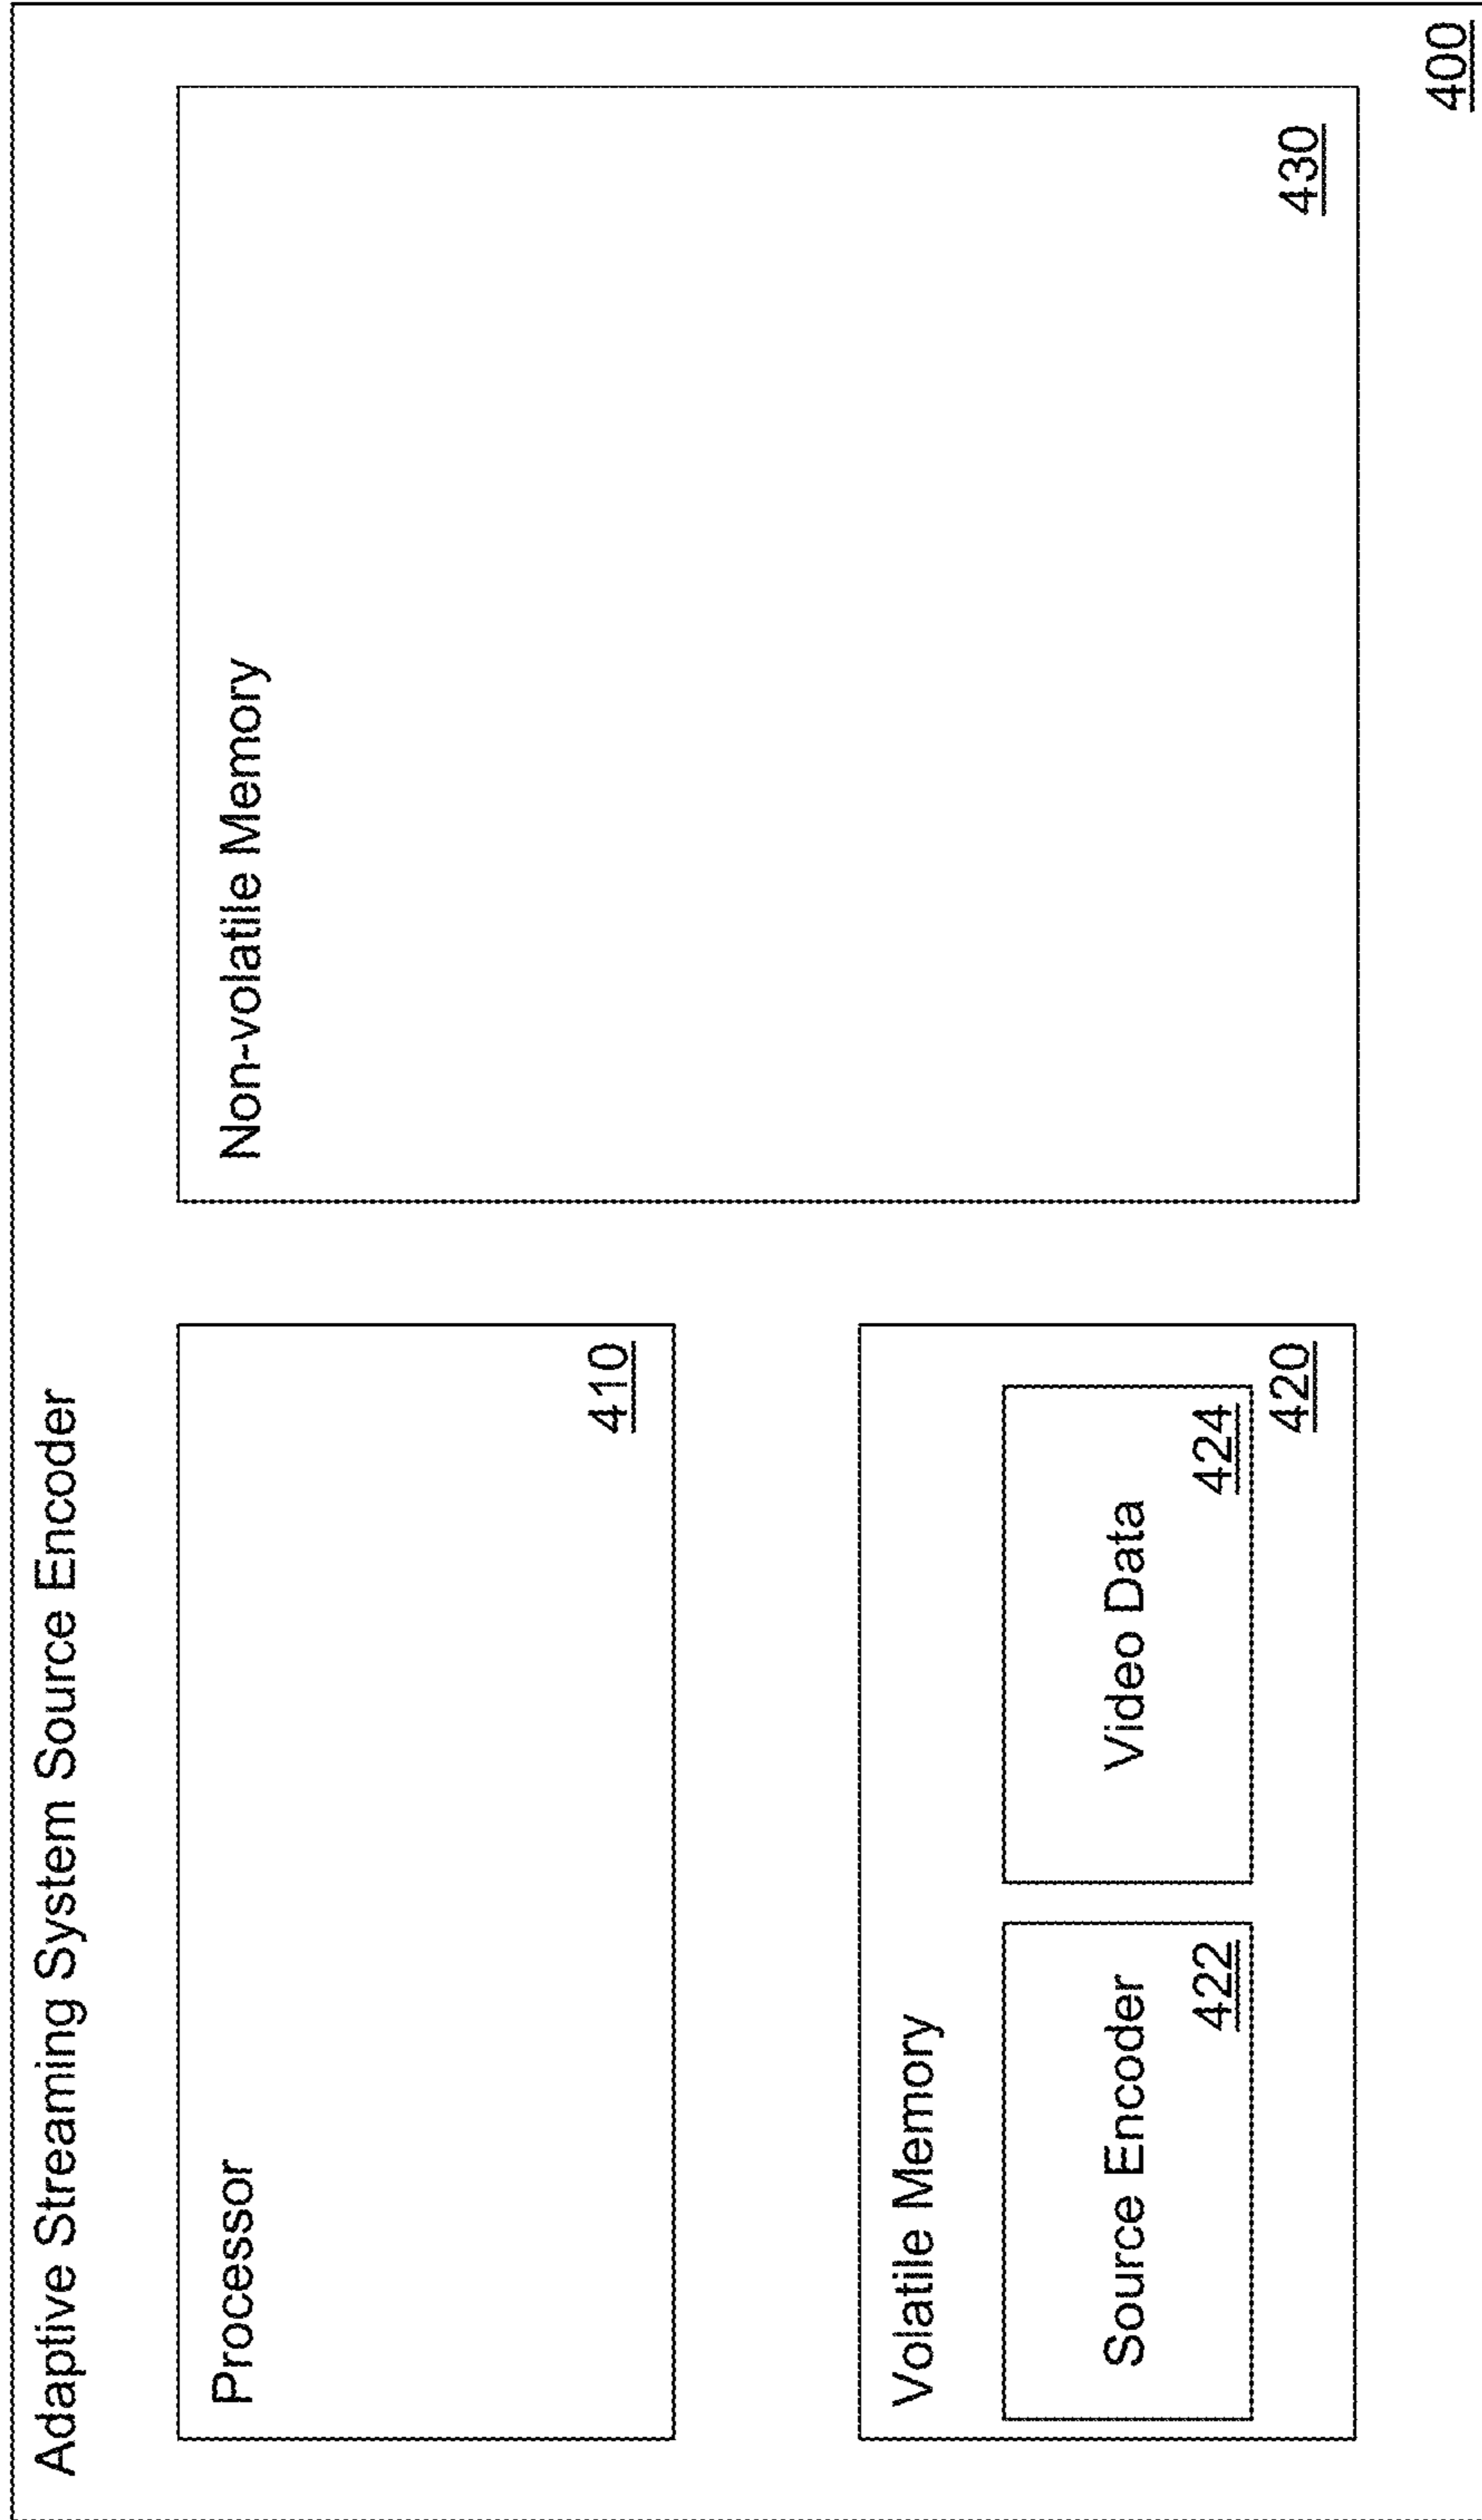 Adaptive Streaming System Source Encoder
Processor
410
Volatile Memory
Source Encoder
422
Video Data
424
420
Non-volatile Memory
430
400